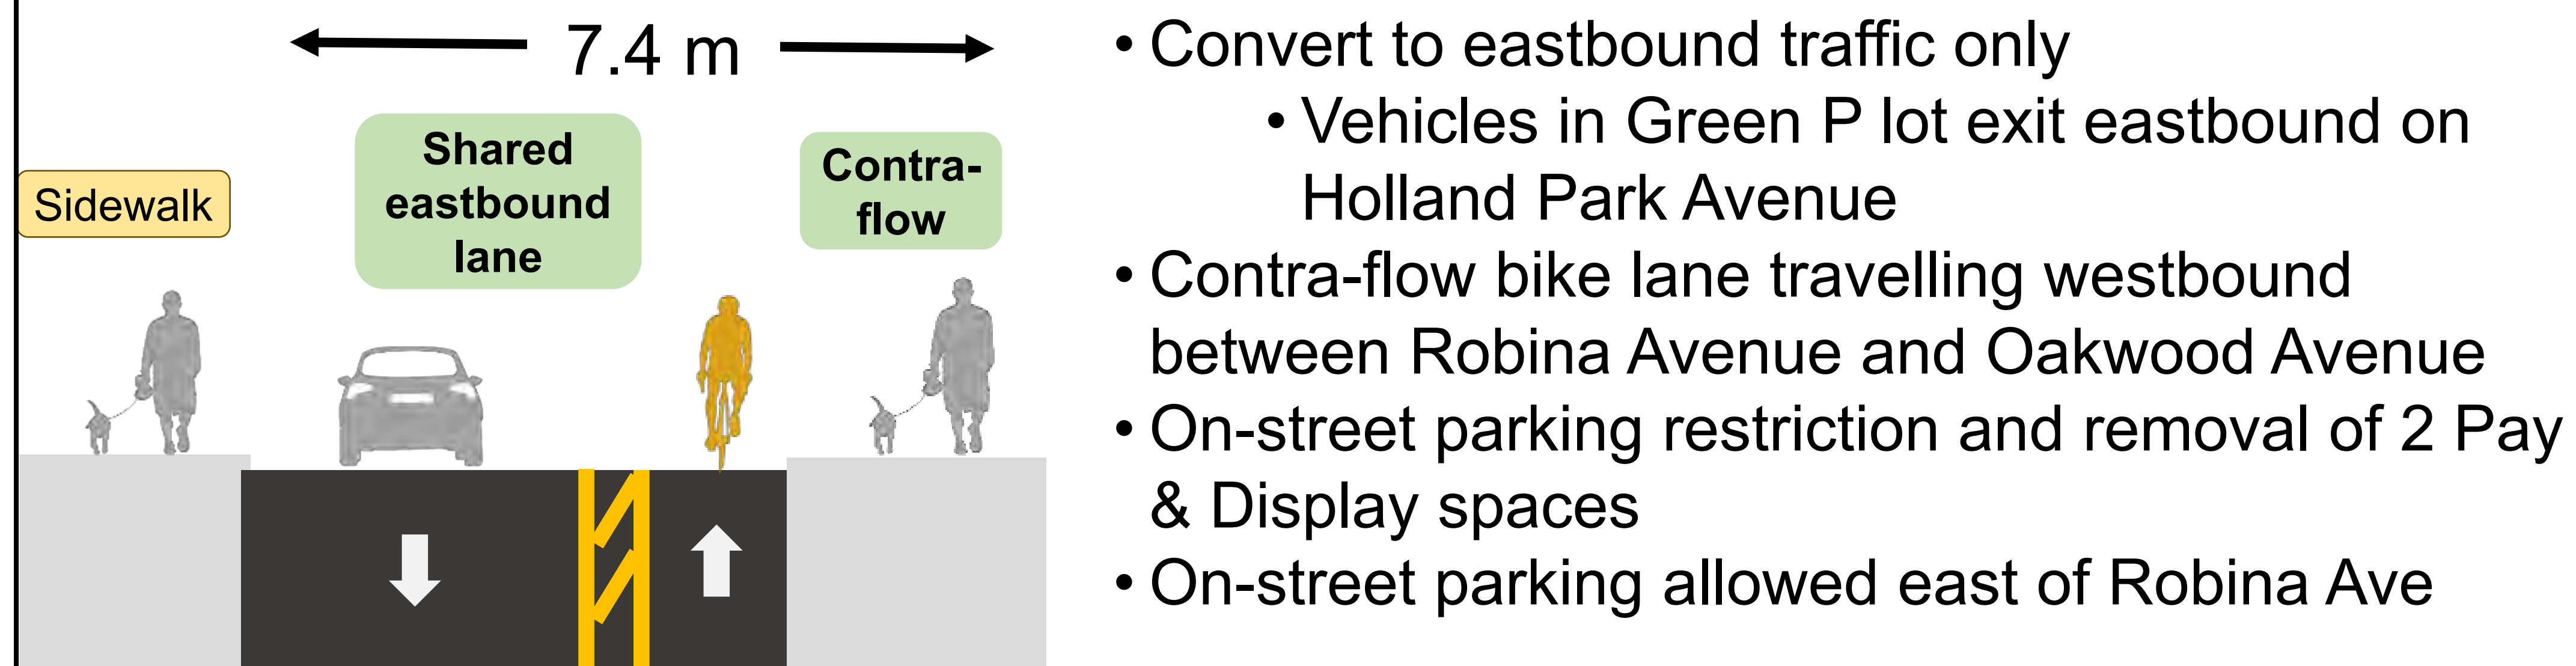 7.4 m
Shared
eastbound
lane
Contra-
flow
Sidewalk
• Convert to eastbound traffic only
• Vehicles in Green P lot exit eastbound on
Holland Park Avenue
• Contra-flow bike lane travelling westbound
between Robina Avenue and Oakwood Avenue
• On-street parking restriction and removal of 2 Pay
& Display spaces
• On-street parking allowed east of Robina Ave